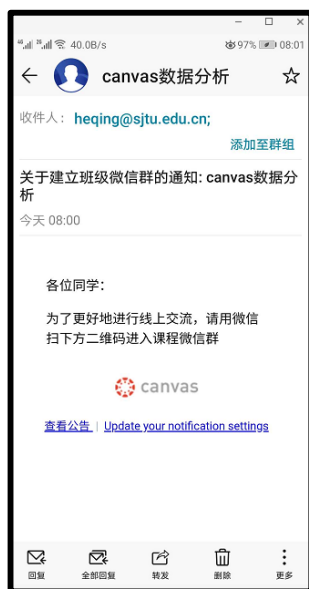 46 36 40.0B/s 97% 08:01
canvas数据分析
收件人: heqing@sjtu.edu.cn;
添加至群组
关于建立班级微信群的通知: canvas数据分
析
今天 08:00
各位同学:
为了更好地进行线上交流，请用微信
扫下方二维码进入课程微信群
canvas
查看公告 | Update your notification settings
回复 全部回复 转发 删除 更多